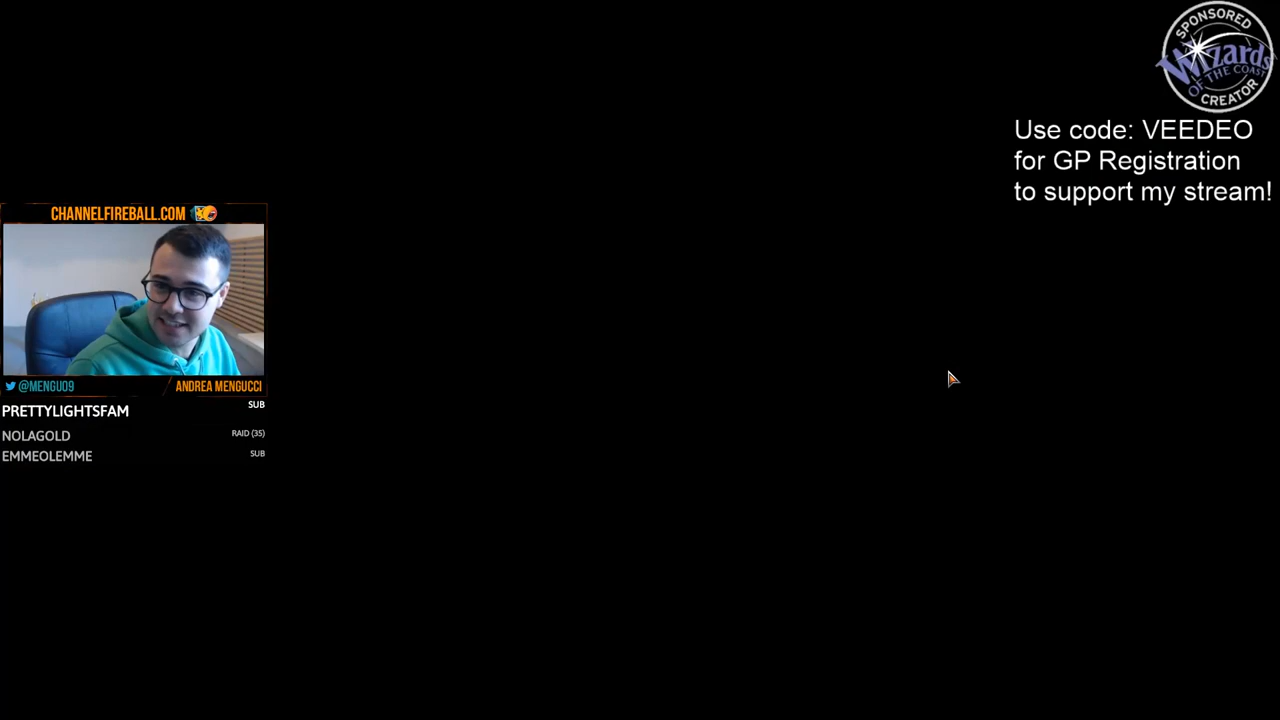 SPONSORED
Wizards
OF THE COAST
CREATOR
Use code: VEEDEO
for GP Registration
to support my stream!
CHANNELFIREBALL.COM
@MENGU09
ANDREA MENGUCCI
PRETTYLIGHTSFAM SUB
NOLAGOLD RAID (35)
EMMEOLEMME SUB